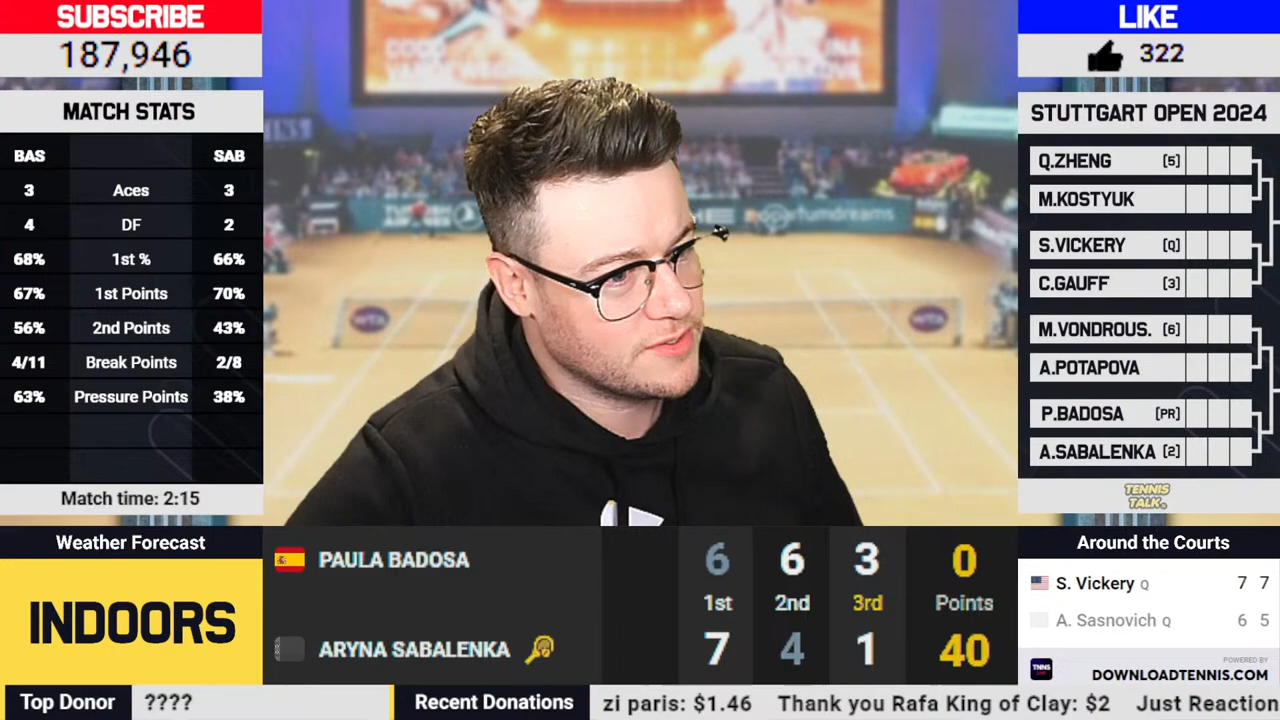 SUBSCRIBE
187,946
MATCH STATS
BAS SAB
3 Aces 3
4 DF 2
68% 1st % 66%
67% 1st Points 70%
56% 2nd Points 43%
4/11 Break Points 2/8
63% Pressure Points 38%
Match time: 2:15
Weather Forecast
INDOORS
LIKE
322
STUTTGART OPEN 2024
Q.ZHENG [5]
M.KOSTYUK
S.VICKERY [Q]
C.GAUFF [3]
M.VONDROUS. [6]
A.POTAPOVA
P.BADOSA [PR]
A.SABALENKA [2]
TENNIS
TALK.
Around the Courts
S. Vickery Q 7 7
A. Sasnovich Q 6 5
TNNS
POWERED BY
DOWNLOADTENNIS.COM
PAULA BADOSA 6 6 3 0
1st 2nd 3rd Points
ARYNA SABALENKA 7 4 1 40
Top Donor ???? Recent Donations zi paris: $1.46 Thank you Rafa King of Clay: $2 Just Reaction